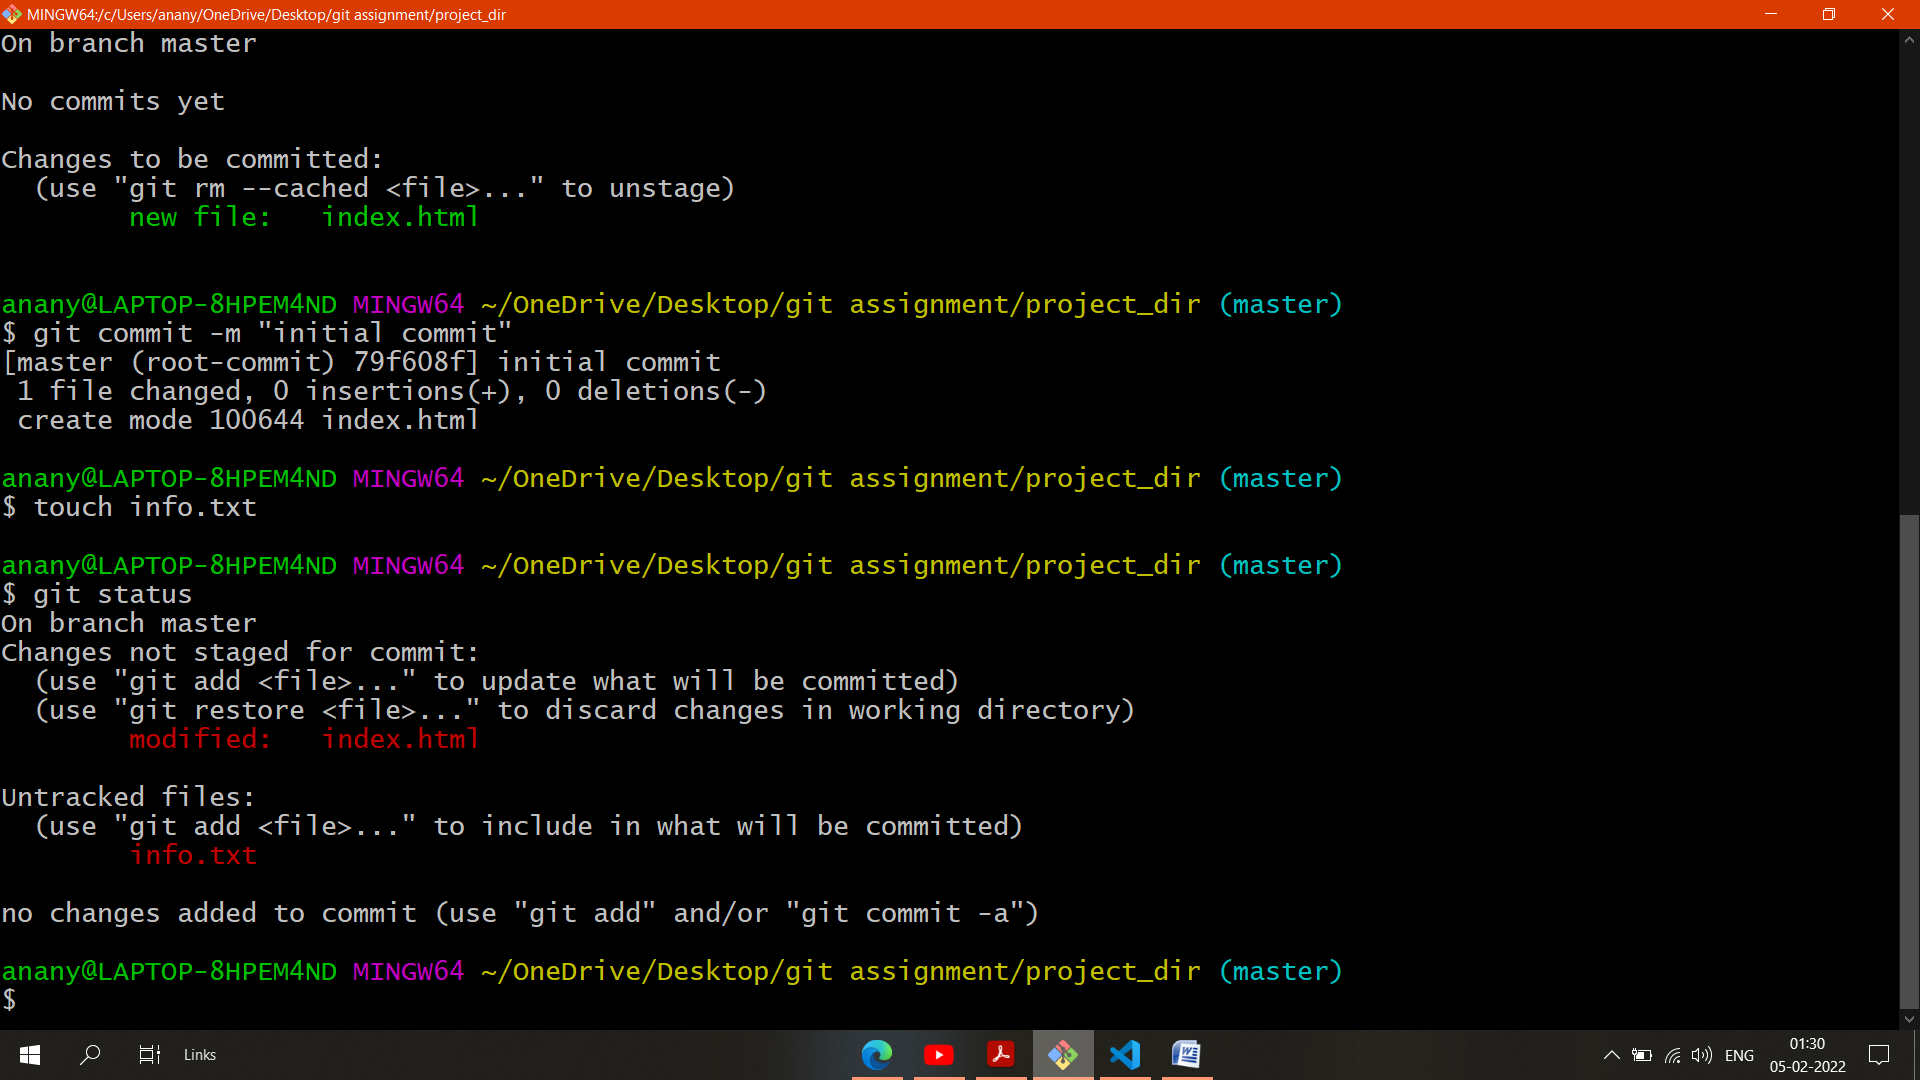 MINGW64:/c/Users/anany/OneDrive/Desktop/git assignment/project_dir
On branch master
No commits yet
Changes to be committed:
  (use "git rm --cached <file>..." to unstage)
        new file:   index.html
anany@LAPTOP-8HPEM4ND MINGW64 ~/OneDrive/Desktop/git assignment/project_dir (master)
$ git commit -m "initial commit"
[master (root-commit) 79f608f] initial commit
 1 file changed, 0 insertions(+), 0 deletions(-)
 create mode 100644 index.html
anany@LAPTOP-8HPEM4ND MINGW64 ~/OneDrive/Desktop/git assignment/project_dir (master)
$ touch info.txt
anany@LAPTOP-8HPEM4ND MINGW64 ~/OneDrive/Desktop/git assignment/project_dir (master)
$ git status
On branch master
Changes not staged for commit:
  (use "git add <file>..." to update what will be committed)
  (use "git restore <file>..." to discard changes in working directory)
        modified:   index.html
Untracked files:
  (use "git add <file>..." to include in what will be committed)
        info.txt
no changes added to commit (use "git add" and/or "git commit -a")
anany@LAPTOP-8HPEM4ND MINGW64 ~/OneDrive/Desktop/git assignment/project_dir (master)
$
Links
ENG
01:30
05-02-2022